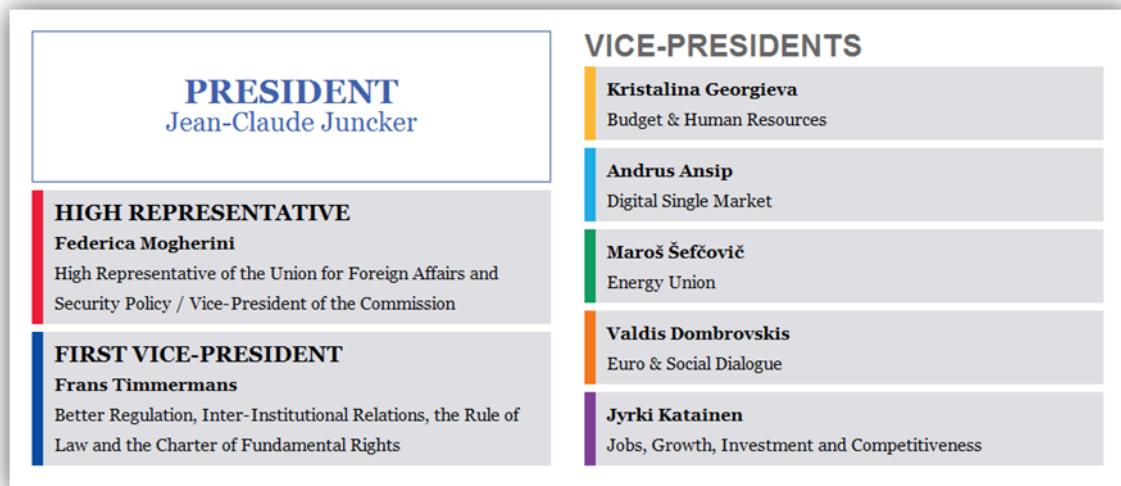 PRESIDENT
Jean-Claude Juncker
HIGH REPRESENTATIVE
Federica Mogherini
High Representative of the Union for Foreign Affairs and
Security Policy / Vice-President of the Commission
FIRST VICE-PRESIDENT
Frans Timmermans
Better Regulation, Inter-Institutional Relations, the Rule of
Law and the Charter of Fundamental Rights
VICE-PRESIDENTS
Kristalina Georgieva
Budget & Human Resources
Andrus Ansip
Digital Single Market
Maroš Šefčovič
Energy Union
Valdis Dombrovskis
Euro & Social Dialogue
Jyrki Katainen
Jobs, Growth, Investment and Competitiveness